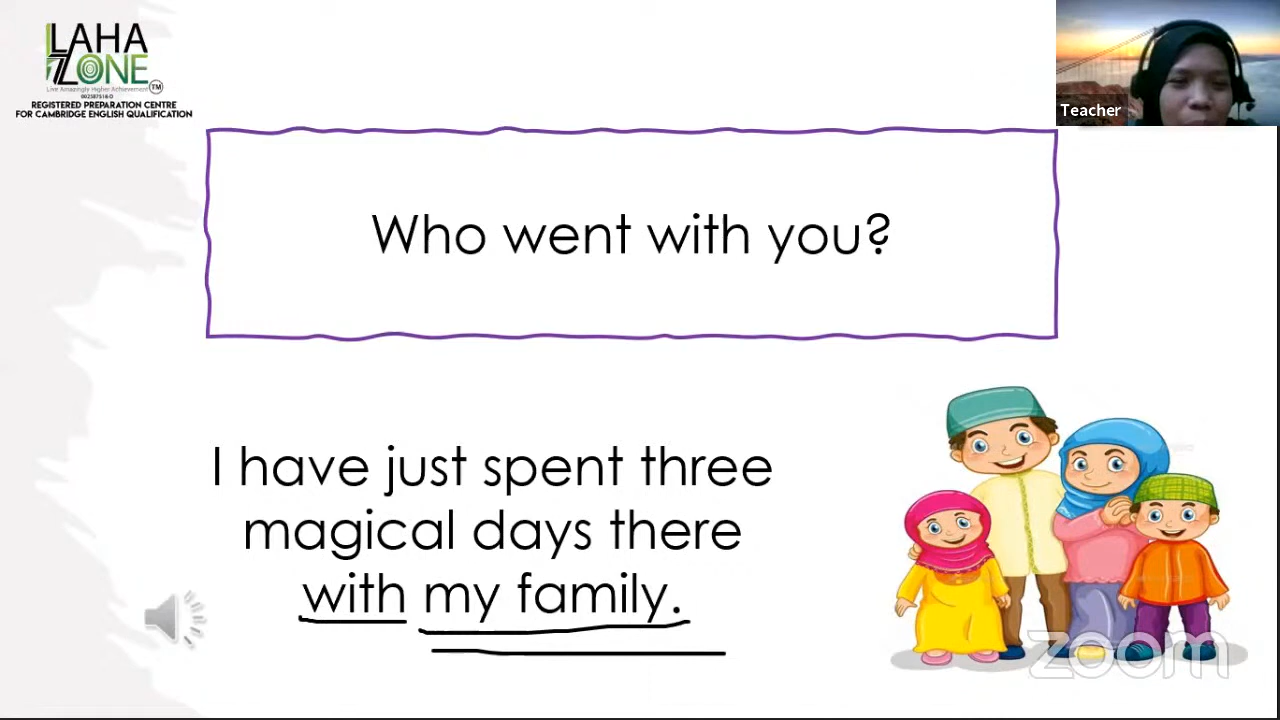 LAHA
ZONE
Live Amazingly Higher Achievement
TM
REGISTERED PREPARATION CENTRE
FOR CAMBRIDGE ENGLISH QUALIFICATION
Teacher
Who went with you?
I have just spent three
magical days there
with my family.
zoom